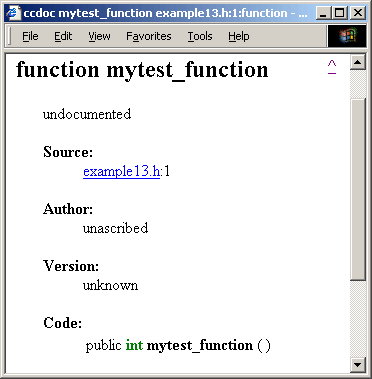 ccdoc mytest_function example13.h:1:function - ...
File Edit View Favorites Tools Help
function mytest_function ^
undocumented
Source:
example13.h:1
Author:
unascribed
Version:
unknown
Code:
public int mytest_function ( )